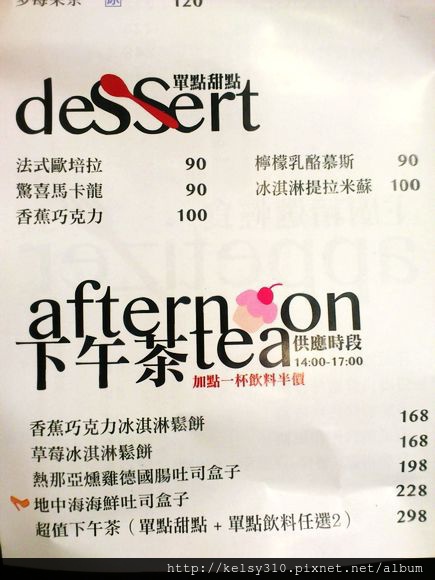 120
單點甜點
dessert
法式歐培拉 90
檸檬乳酪慕斯 90
驚喜馬卡龍 90
冰淇淋提拉米蘇 100
香蕉巧克力 100
afternoon
下午茶tea
供應時段
14:00-17:00
加點一杯飲料半價
香蕉巧克力冰淇淋鬆餅 168
草莓冰淇淋鬆餅 168
熱那亞燻雞德國腸吐司盒子 198
地中海海鮮吐司盒子 228
超值下午茶（單點甜點 + 單點飲料任選2） 298
http://kelsy310.pixnet.net/album